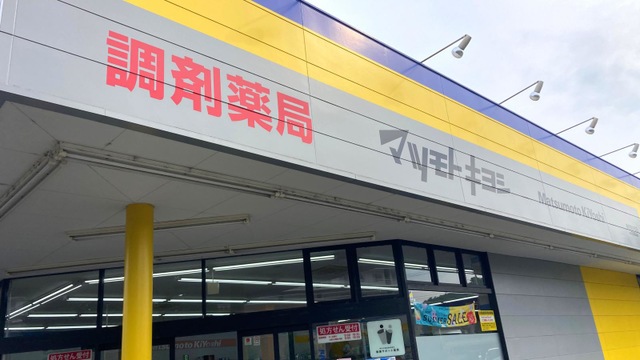 調剤薬局
マツモトキヨシ
Matsumoto KiYoshi
処方せん受付
処方せん受付
SALE